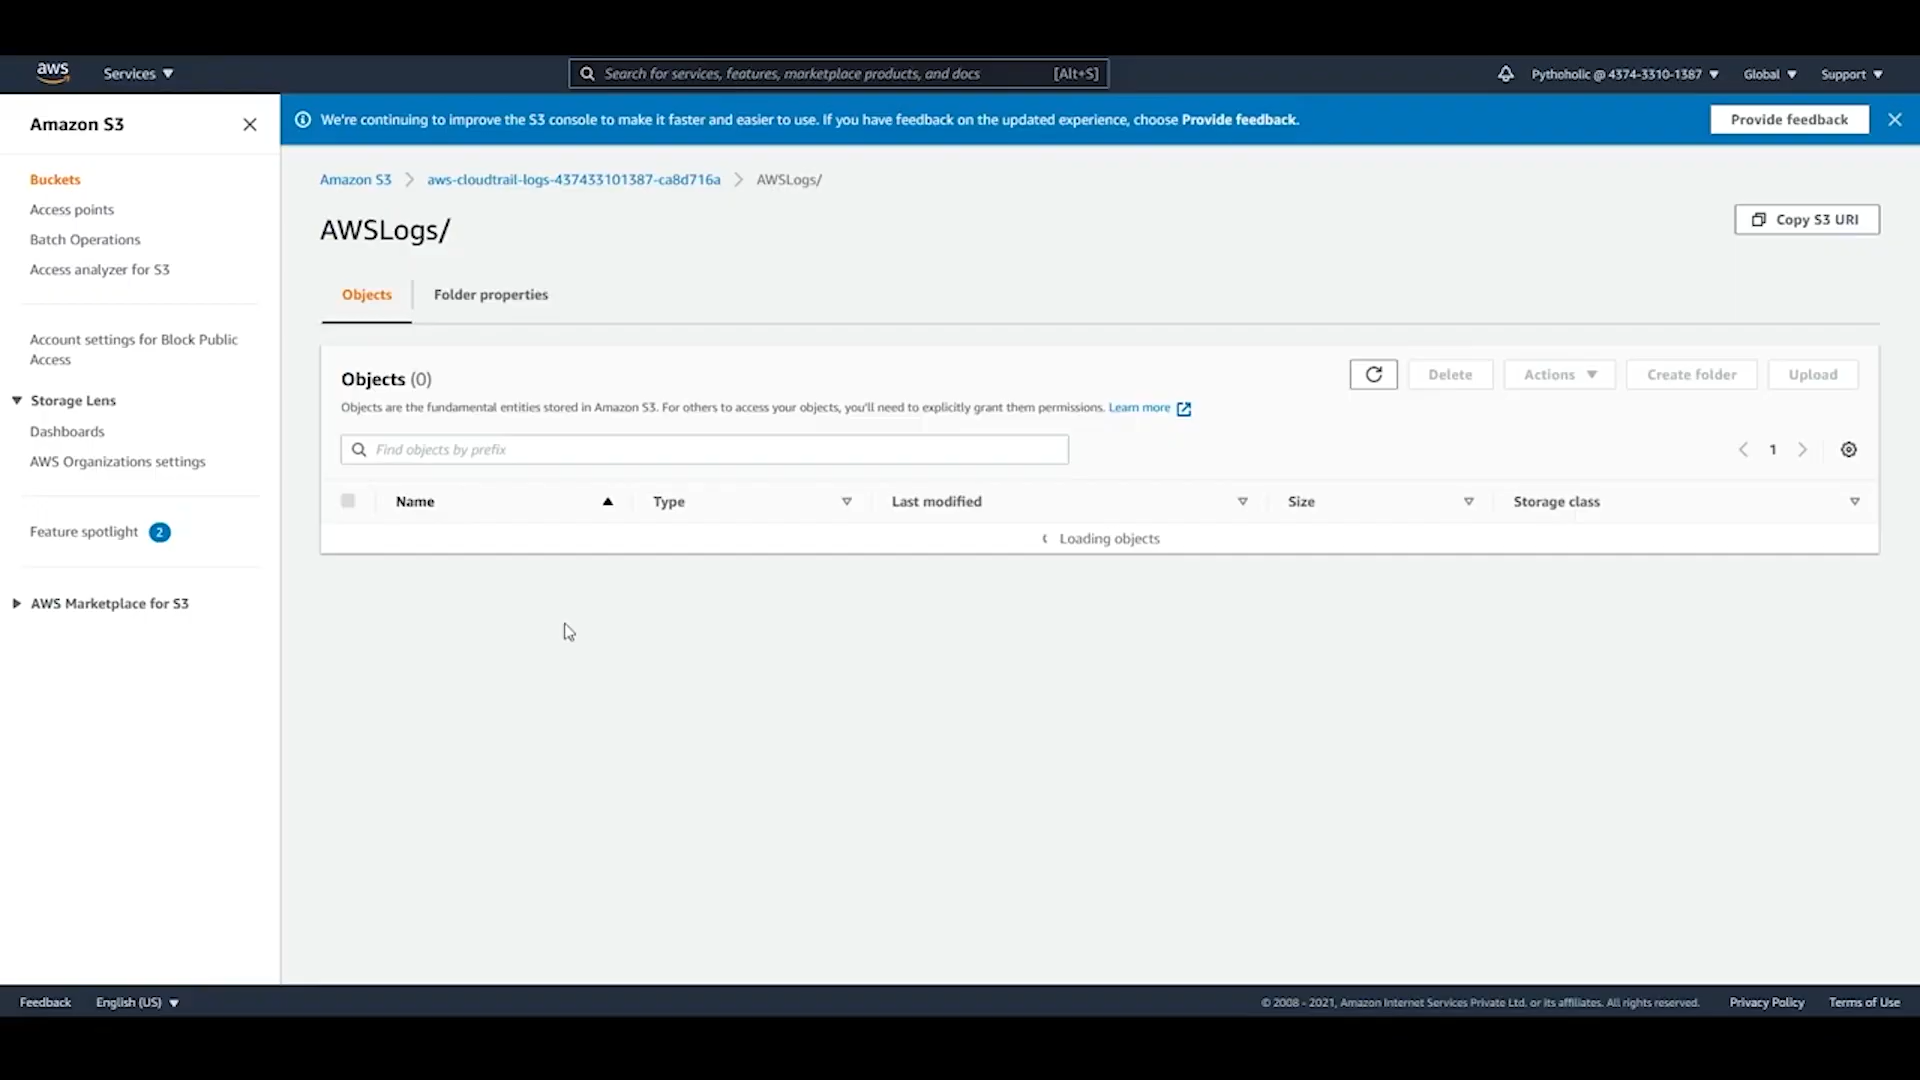 aws
Services
Search for services, features, marketplace products, and docs [Alt+S]
Pythoholic @ 4374-3310-1387
Global
Support
Amazon S3
We're continuing to improve the S3 console to make it faster and easier to use. If you have feedback on the updated experience, choose Provide feedback.
Provide feedback
Buckets
Access points
Batch Operations
Access analyzer for S3
Account settings for Block Public
Access
Storage Lens
Dashboards
AWS Organizations settings
Feature spotlight 2
AWS Marketplace for S3
Amazon S3 > aws-cloudtrail-logs-437433101387-ca8d716a > AWSLogs/
AWSLogs/
Copy S3 URI
Objects
Folder properties
Objects (0)
Delete
Actions
Create folder
Upload
Objects are the fundamental entities stored in Amazon S3. For others to access your objects, you'll need to explicitly grant them permissions. Learn more
Find objects by prefix
1
Name
Type
Last modified
Size
Storage class
Loading objects
Feedback
English (US)
© 2008 - 2021, Amazon Internet Services Private Ltd. or its affiliates. All rights reserved.
Privacy Policy
Terms of Use